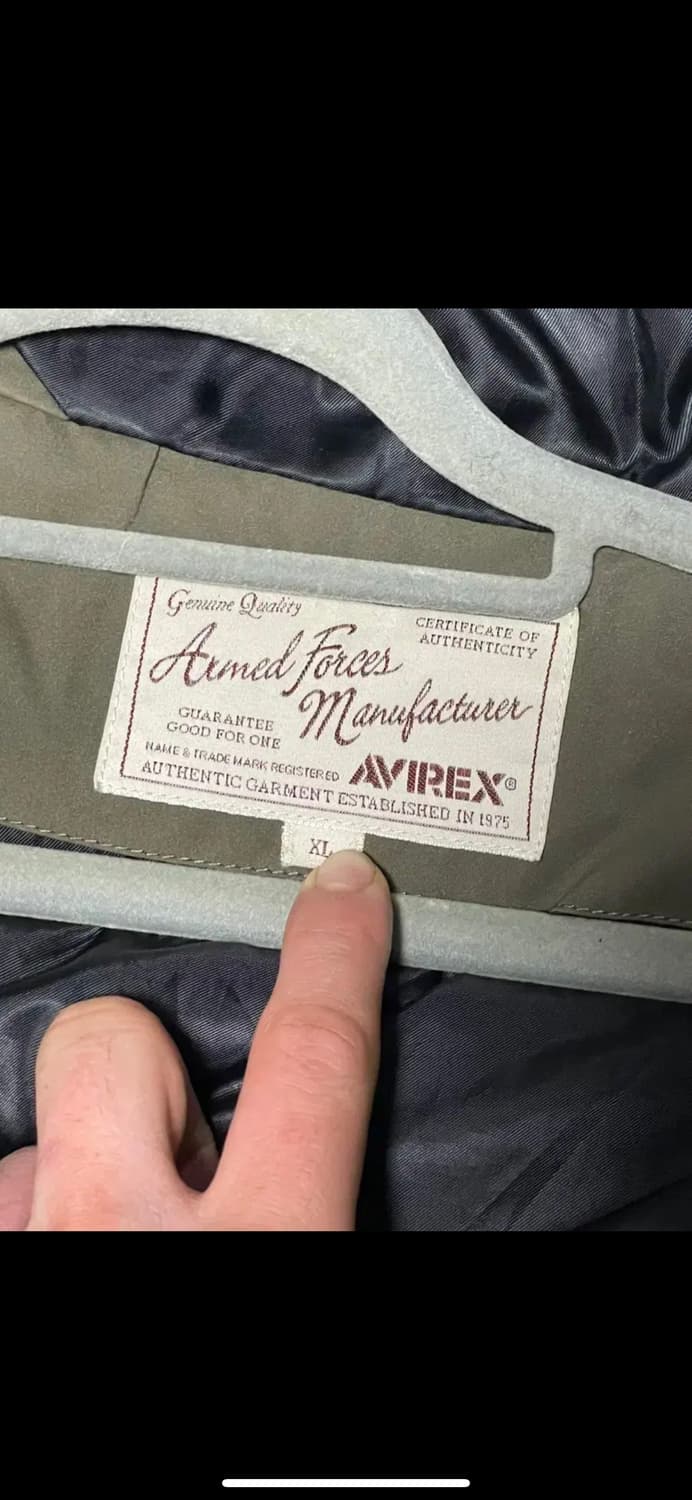 Genuine Quality
CERTIFICATE OF
AUTHENTICITY
Armed Forces
Manufacturer
GUARANTEE
GOOD FOR ONE
NAME & TRADE MARK REGISTERED
AVIREX®
AUTHENTIC GARMENT ESTABLISHED IN 1975
XL